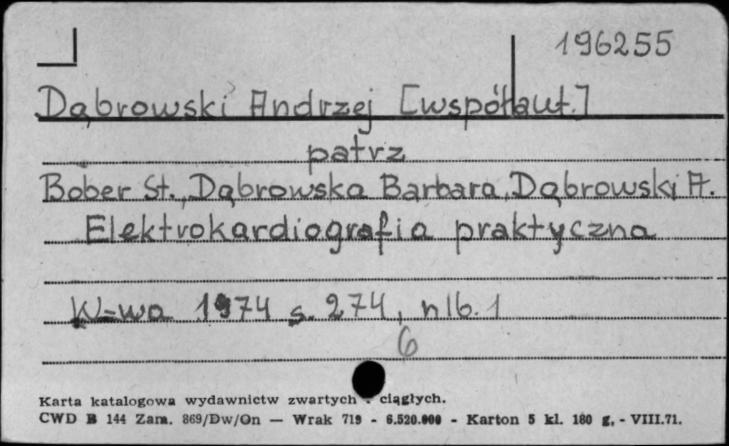 196255
Dąbrowski Andrzej [współaut.]
patrz
Bober St., Dąbrowska Barbara, Dąbrowski A.
Elektrokardiografia praktyczna
W-wa 1974 s. 274, nlb. 1
6
Karta katalogowa wydawnictw zwartych . ciągłych.
CWD B 144 Zam. 869/Dw/On — Wrak 719 - 6.520.000 - Karton 5 kl. 180 g, - VIII.71.